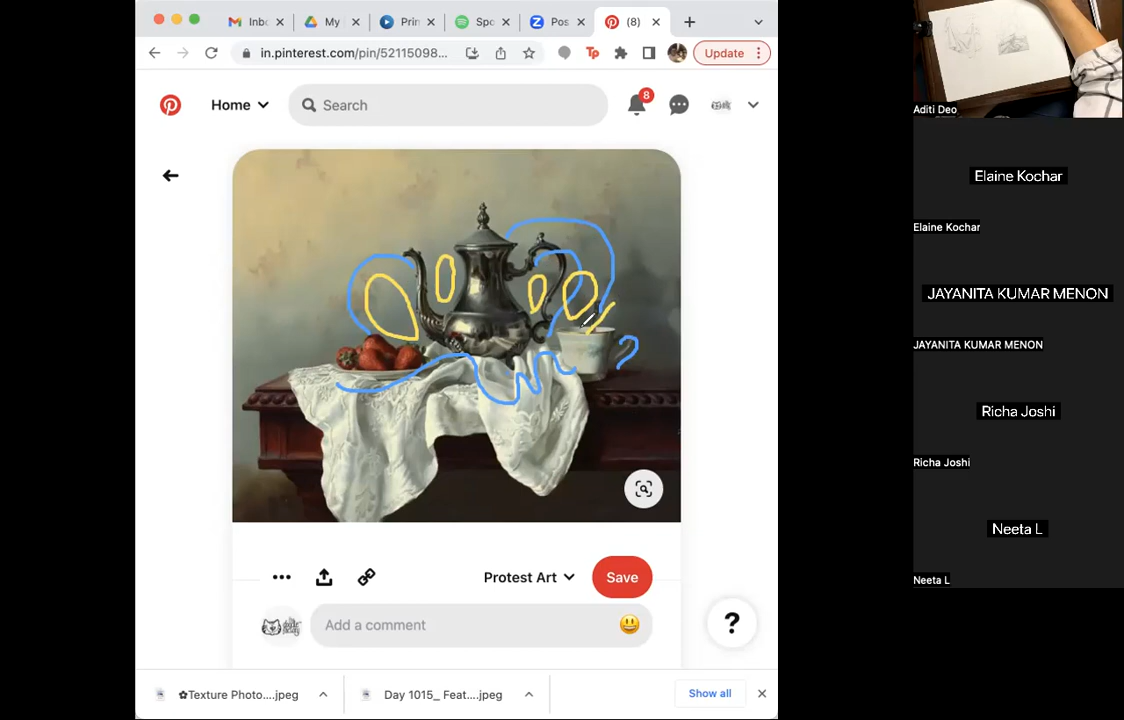 Inb
My
Prin
Spo
Pos
(8)
in.pinterest.com/pin/52115098...
Tp
Update
Home
Search
8
Protest Art
Save
Add a comment
?
✿Texture Photo....jpeg
Day 1015_ Feat....jpeg
Show all
Aditi Deo
Elaine Kochar
Elaine Kochar
JAYANITA KUMAR MENON
JAYANITA KUMAR MENON
Richa Joshi
Richa Joshi
Neeta L
Neeta L